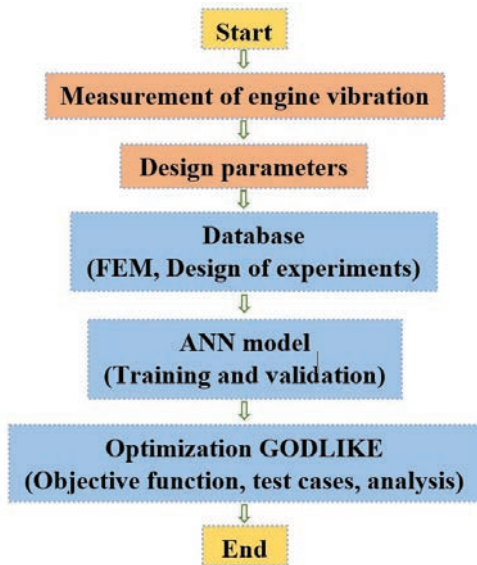 Start
Measurement of engine vibration
Design parameters
Database
(FEM, Design of experiments)
ANN model
(Training and validation)
Optimization GODLIKE
(Objective function, test cases, analysis)
End